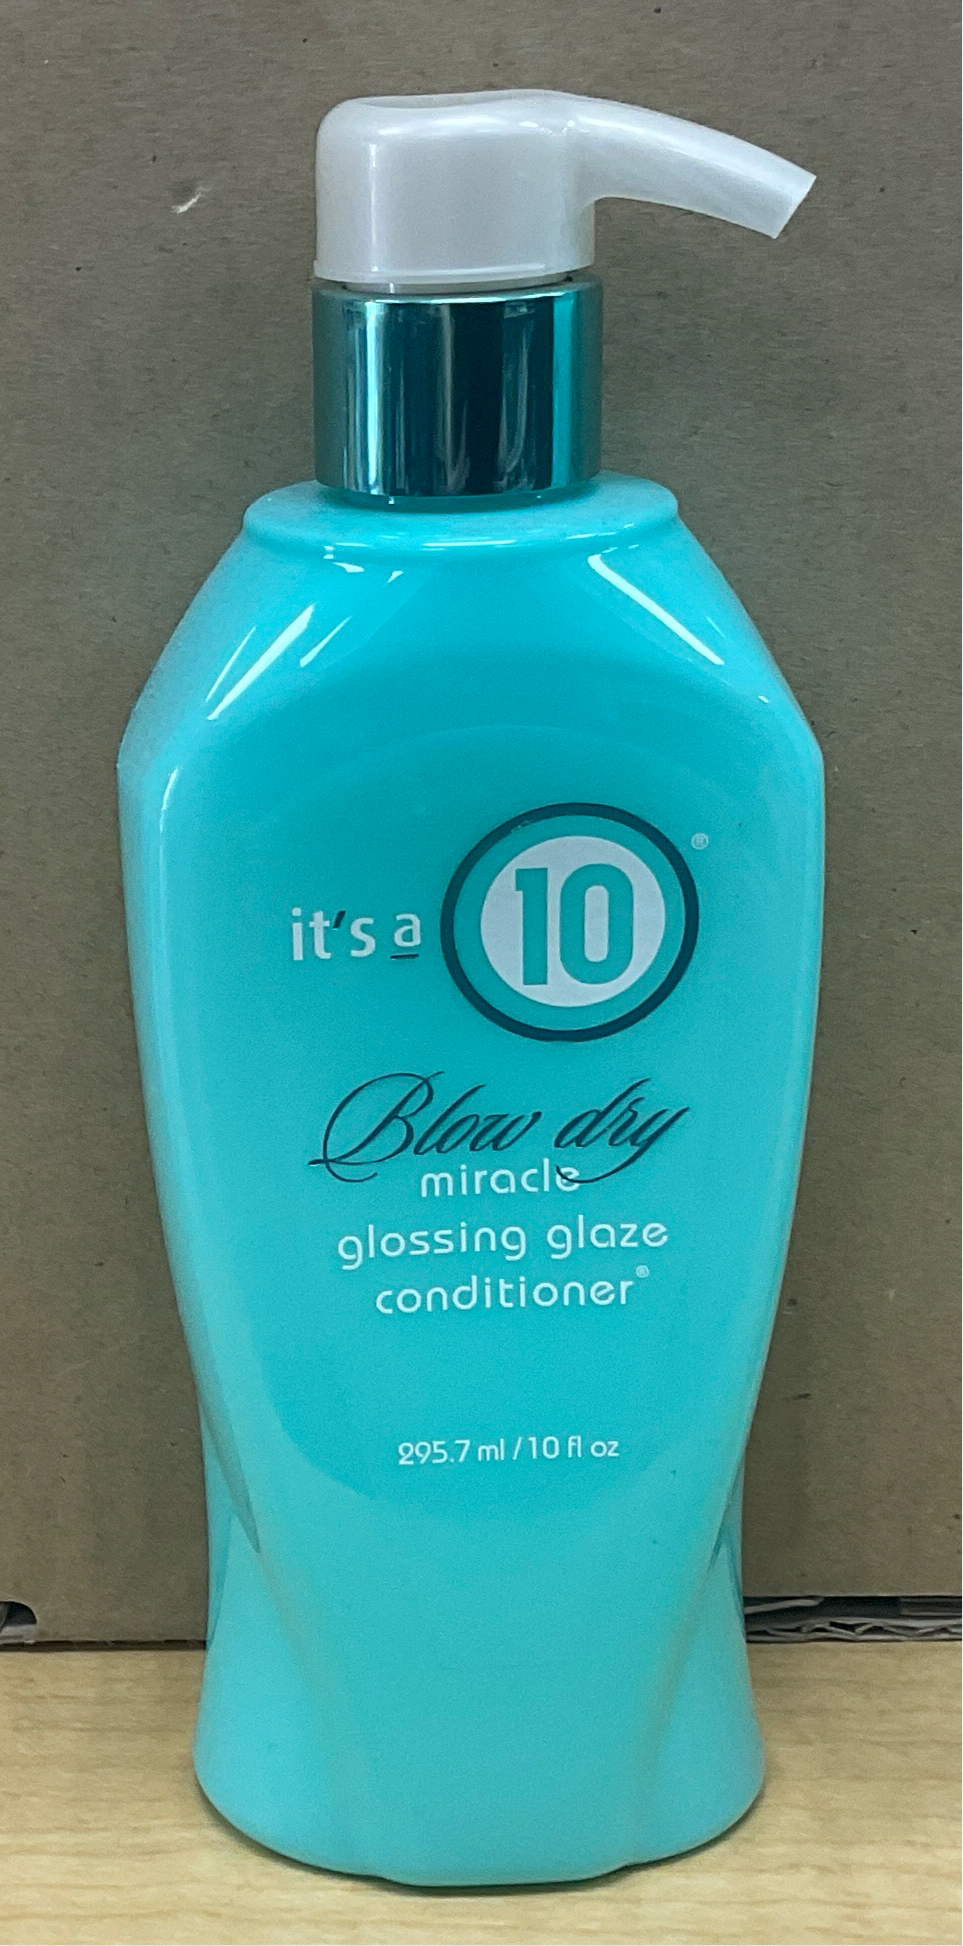 it's a 10®
Blow dry
miracle
glossing glaze
conditioner®
295.7 ml / 10 fl oz